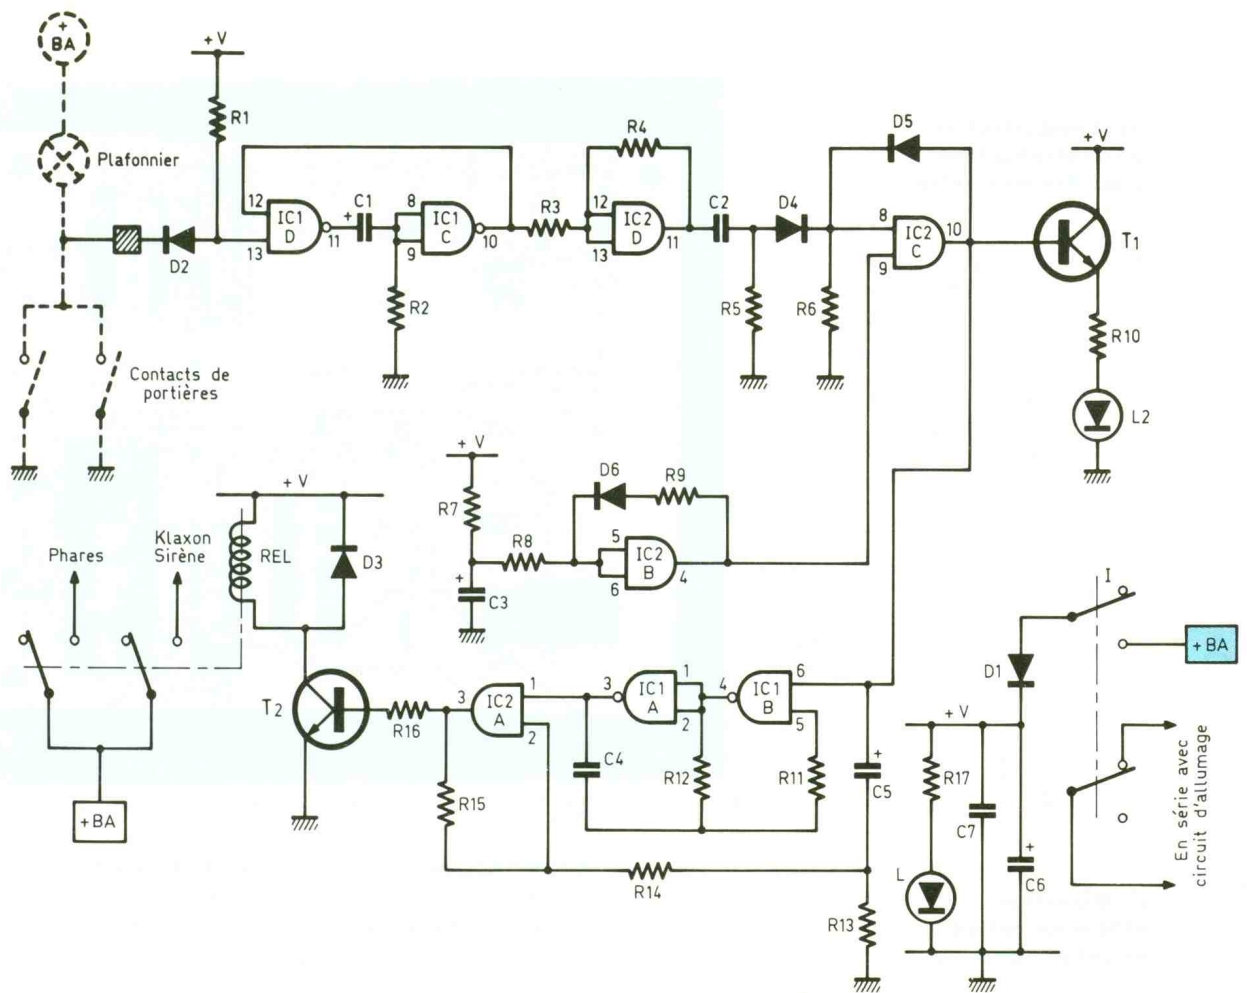 +
BA
+ V
R1
Plafonnier
D2
12
13
IC1
D
11
+
C1
8
9
IC1
C
10
R2
R3
R4
12
13
IC2
D
11
C2
D4
R5
R6
D5
8
9
IC2
C
10
+ V
T1
R10
L2
Contacts de
portières
+ V
R7
R8
+
C3
D6
R9
5
6
IC2
B
4
+ V
REL
D3
Phares
Klaxon
Sirène
+BA
T2
R16
3
IC2
A
1
2
R15
R14
C4
3
IC1
A
1
2
4
IC1
B
6
5
R12
R11
+
C5
R13
I
+BA
D1
+ V
R17
L
C7
+
C6
En série avec
circuit d'allumage